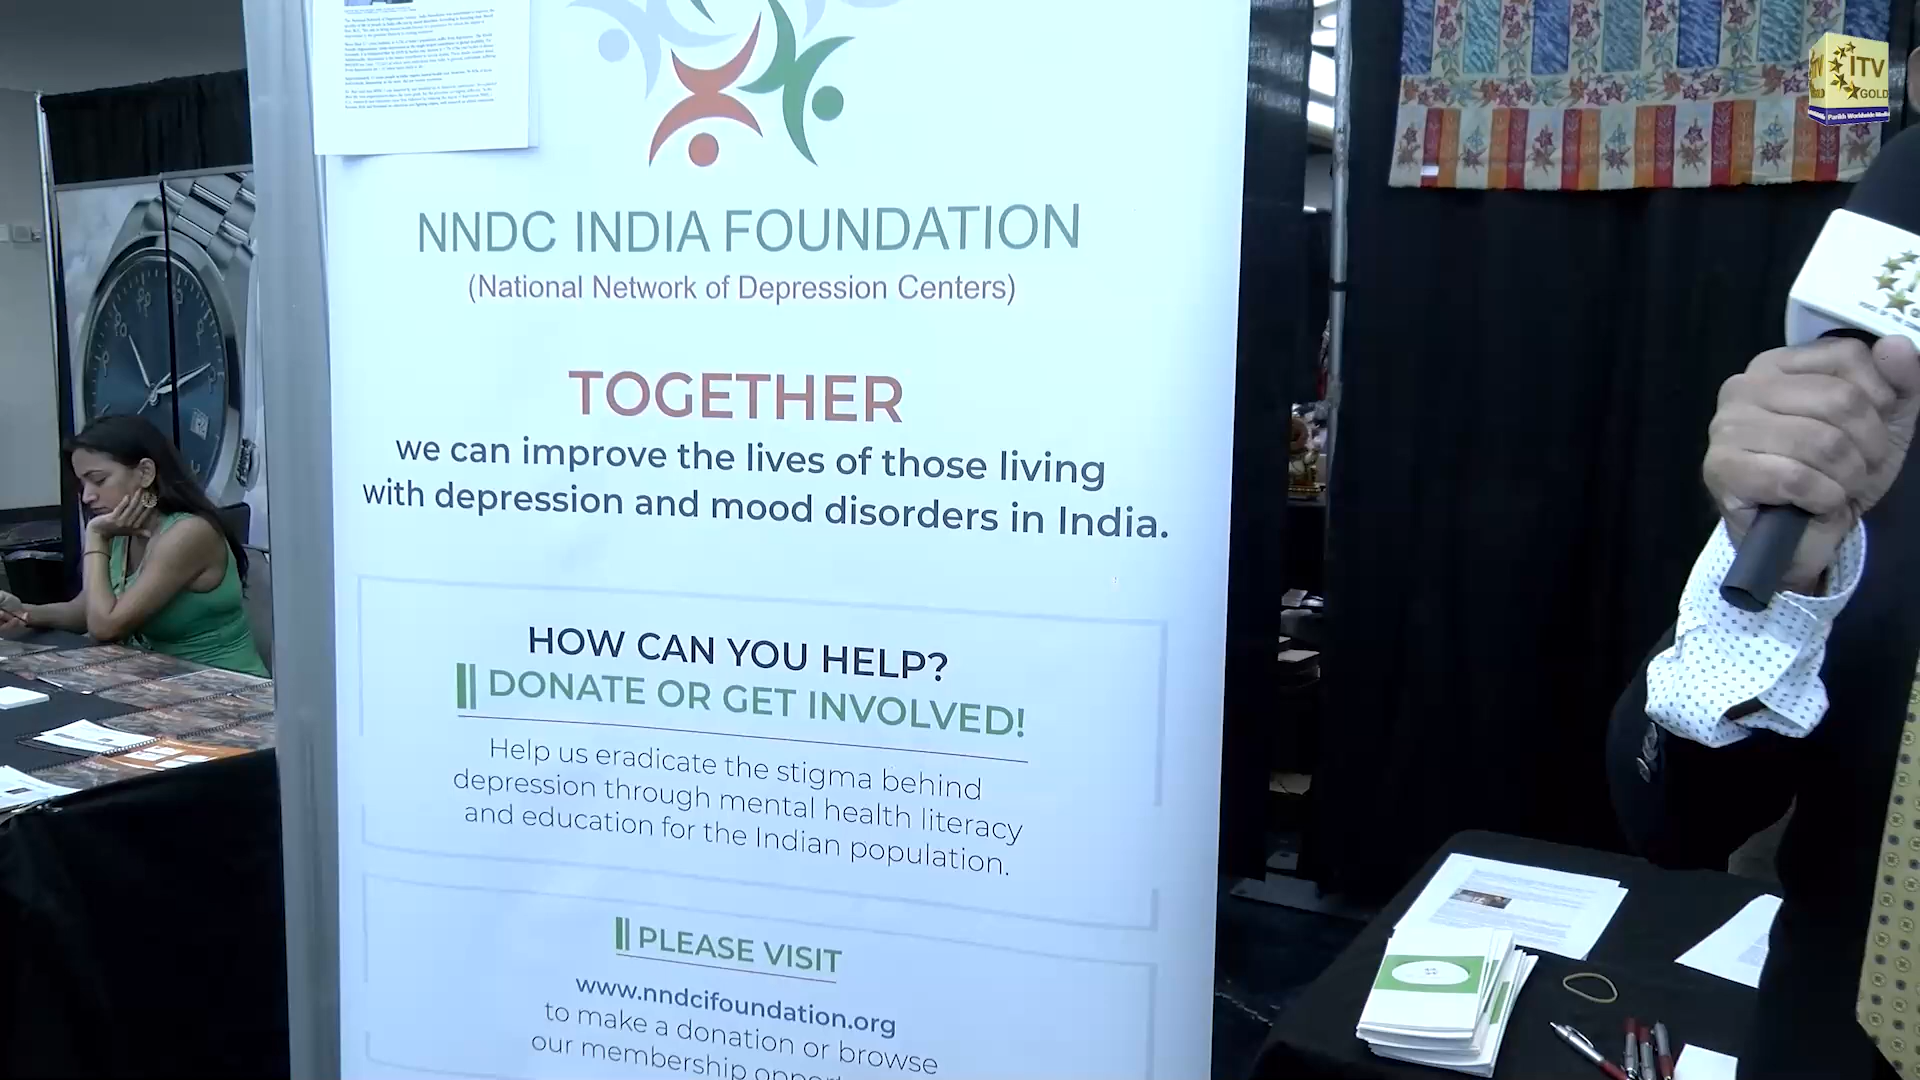 NNDC INDIA FOUNDATION
(National Network of Depression Centers)
TOGETHER
we can improve the lives of those living
with depression and mood disorders in India.
HOW CAN YOU HELP?
DONATE OR GET INVOLVED!
Help us eradicate the stigma behind
depression through mental health literacy
and education for the Indian population.
PLEASE VISIT
www.nndcifoundation.org
to make a donation or browse
our membership
ITV
GOLD
Parikh Worldwide Media